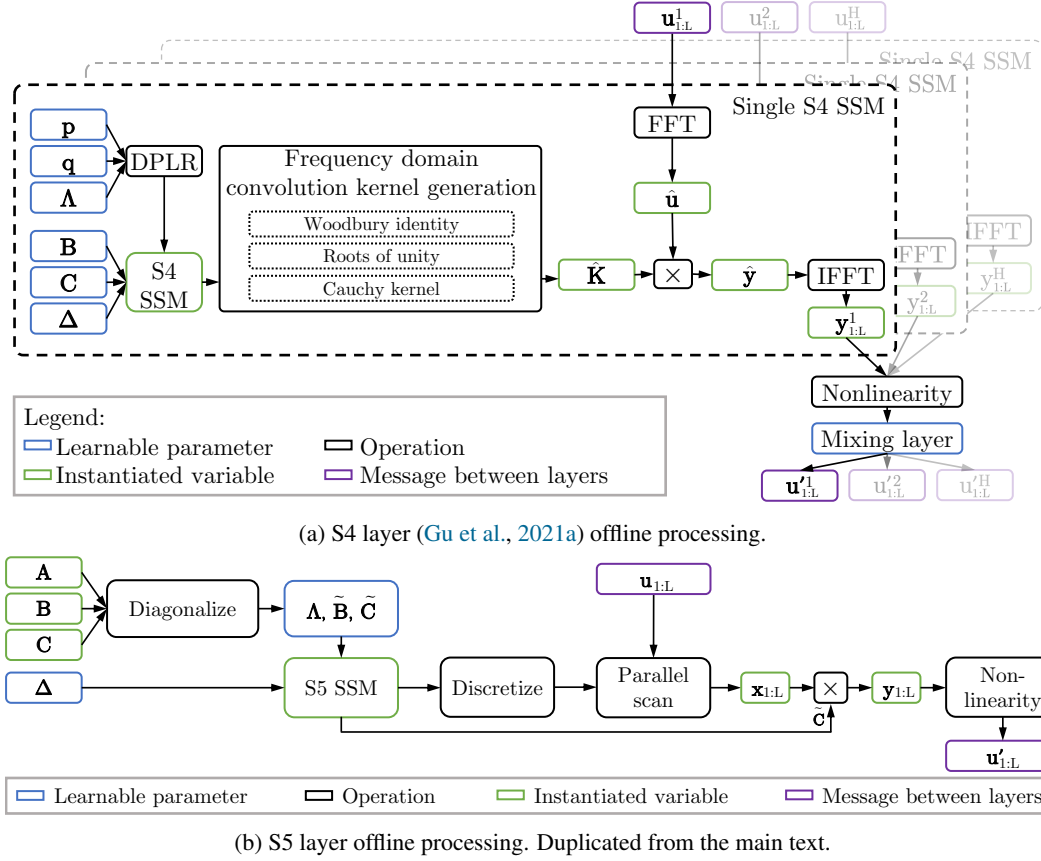 u¹₁:L u²₁:L uᴴ₁:L
Single S4 SSM
Single S4 SSM
Single S4 SSM
p
q
Λ
DPLR
B
C
Δ
S4
SSM
Frequency domain
convolution kernel generation
Woodbury identity
Roots of unity
Cauchy kernel
FFT
û
K̂
×
ŷ
IFFT
y¹₁:L
FFT
y²₁:L
IFFT
yᴴ₁:L
Nonlinearity
Mixing layer
u'¹₁:L u'²₁:L u'ᴴ₁:L
Legend:
Learnable parameter Operation
Instantiated variable Message between layers
(a) S4 layer (Gu et al., 2021a) offline processing.
A
B
C
Δ
Diagonalize
Λ, B̃, C̃
S5 SSM
Discretize
u₁:L
Parallel
scan
x₁:L
×
C̃
y₁:L
Non-
linearity
u'₁:L
Learnable parameter Operation Instantiated variable Message between layers
(b) S5 layer offline processing. Duplicated from the main text.